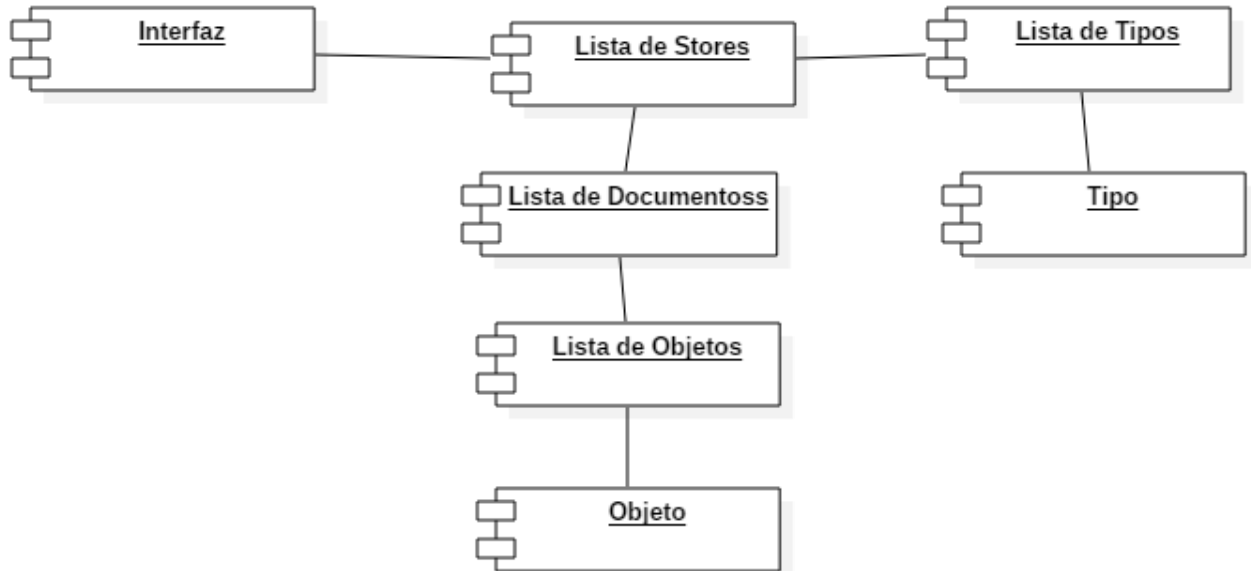 Interfaz
Lista de Stores
Lista de Tipos
Lista de Documentoss
Tipo
Lista de Objetos
Objeto